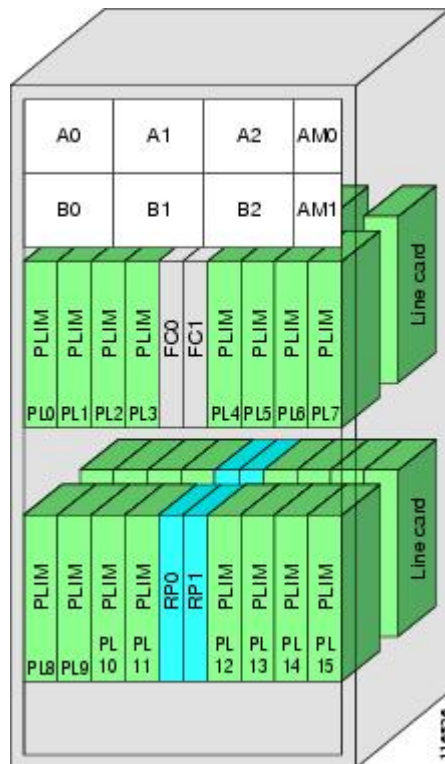 A0 A1 A2 AM0
B0 B1 B2 AM1
Line card
PLIM PLIM PLIM PLIM FC0 FC1 PLIM PLIM PLIM PLIM
PL0 PL1 PL2 PL3 PL4 PL5 PL6 PL7
Line card
PLIM PLIM PLIM PLIM RP0 RP1 PLIM PLIM PLIM PLIM
PL8 PL9 PL 10 PL 11 PL 12 PL 13 PL 14 PL 15